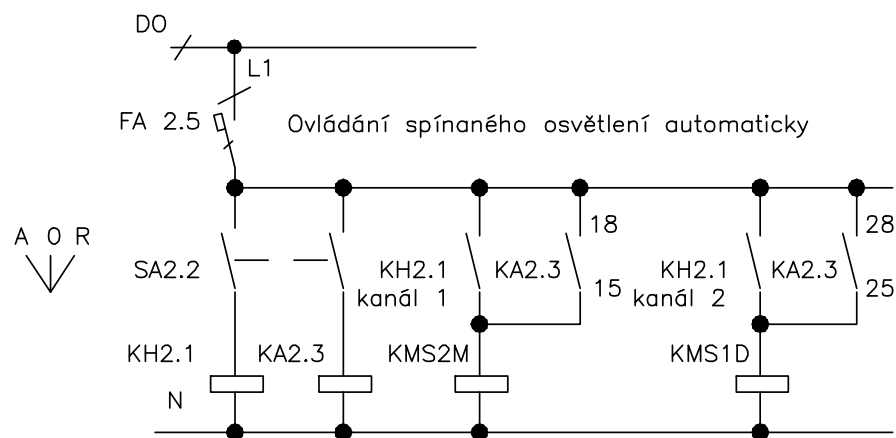 DO
L1
FA 2.5
Ovládání spínaného osvětlení automaticky
A O R
18
28
SA2.2
KH2.1
kanál 1
KA2.3
15
KH2.1
kanál 2
KA2.3
25
KH2.1
KA2.3
KMS2M
KMS1D
N